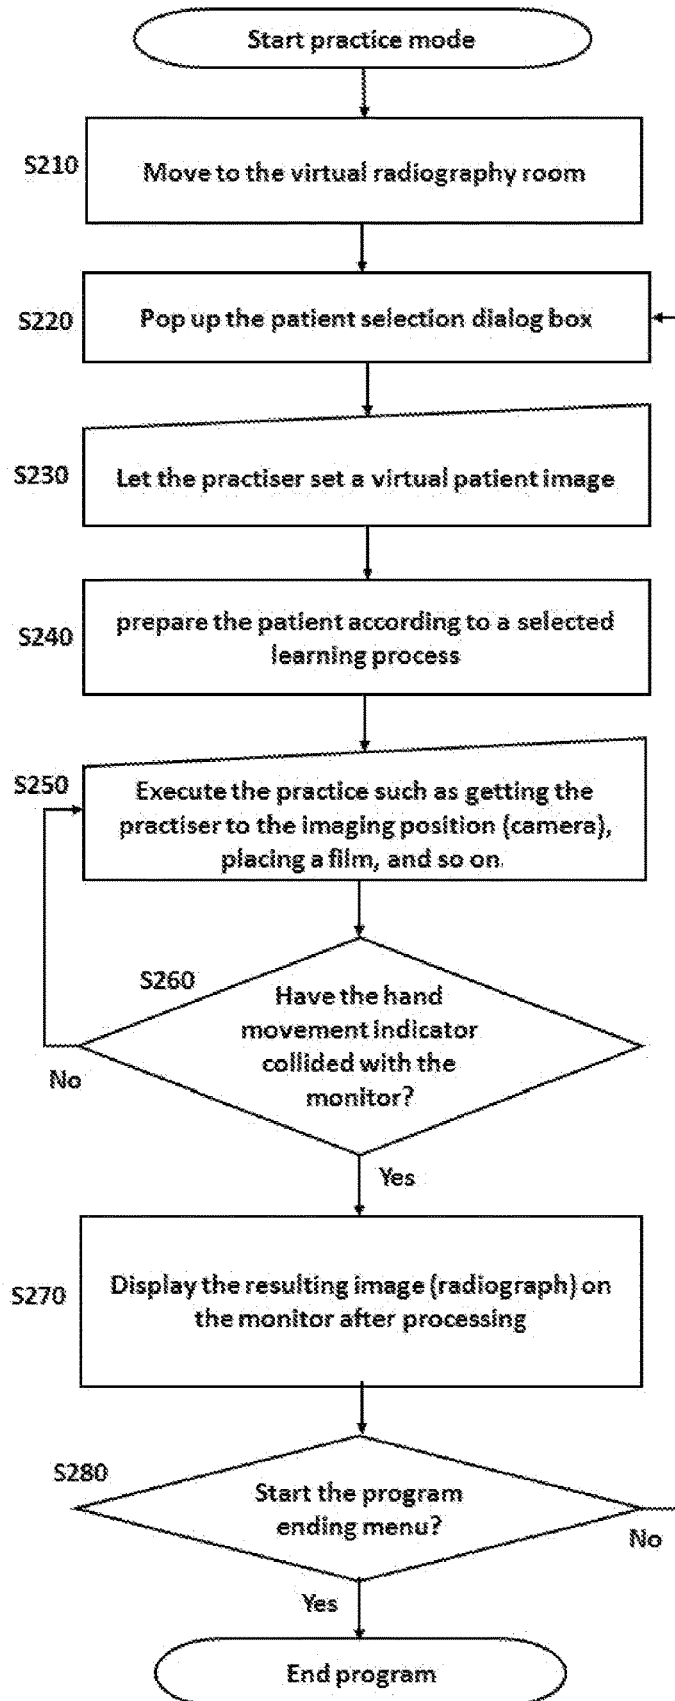 Start practice mode
S210
Move to the virtual radiography room
S220
Pop up the patient selection dialog box
S230
Let the practiser set a virtual patient image
S240
prepare the patient according to a selected
learning process
S250
Execute the practice such as getting the
practiser to the imaging position (camera),
placing a film, and so on.
S260
Have the hand
movement indicator
collided with the
monitor?
No
Yes
S270
Display the resulting image (radiograph) on
the monitor after processing
S280
Start the program
ending menu?
No
Yes
End program